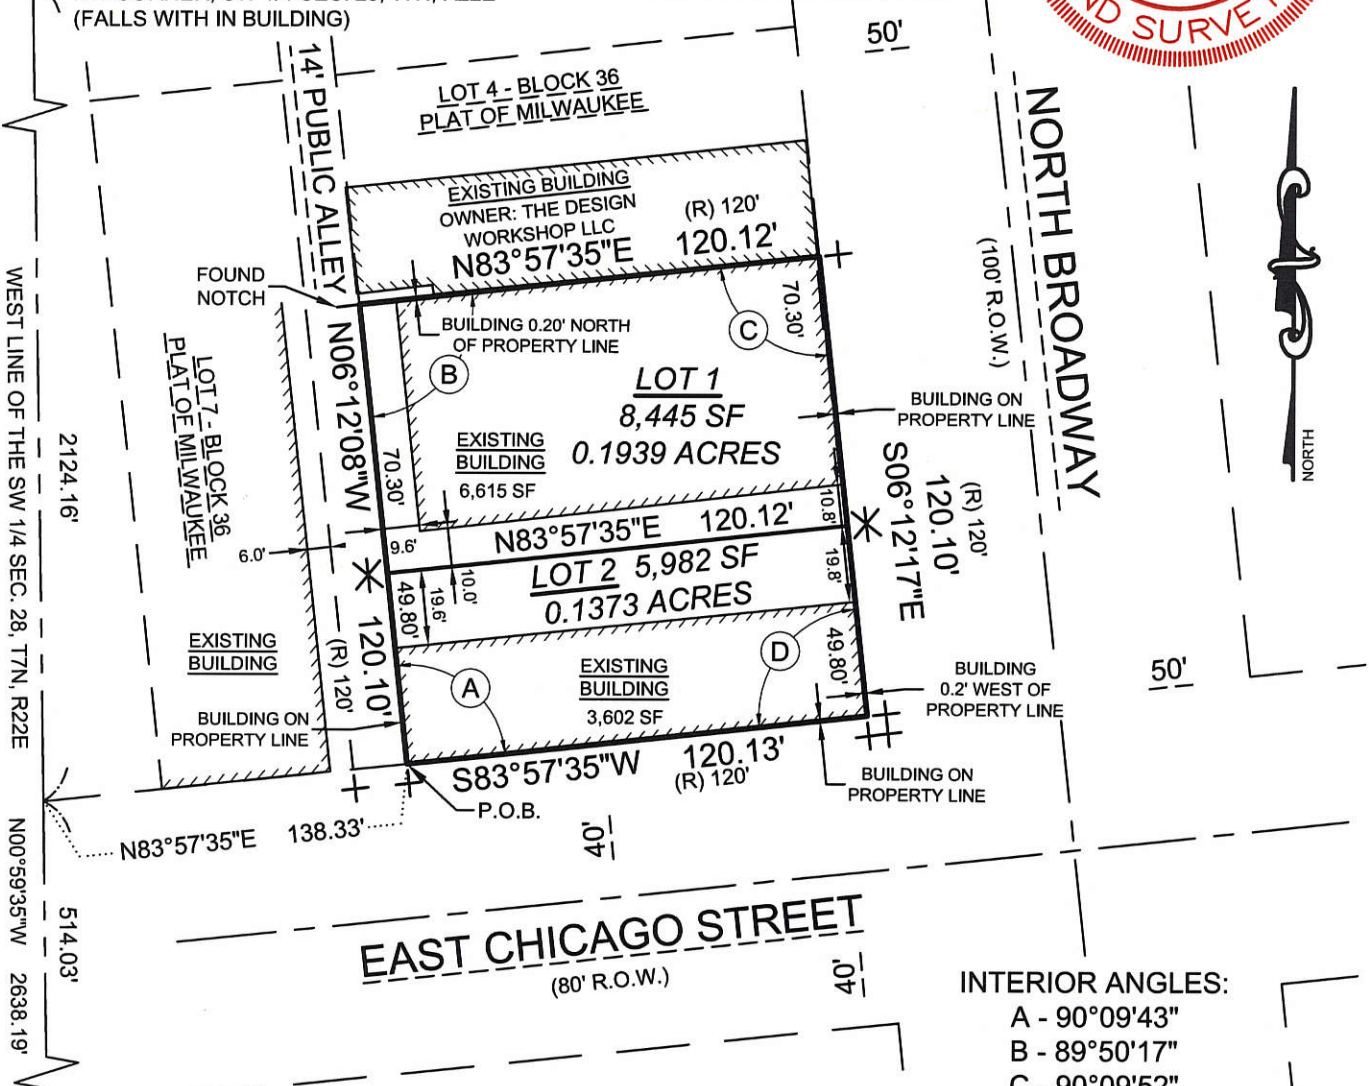 (FALLS WITH IN BUILDING)
ND SURVE
50'
14' PUBLIC ALLEY
LOT 4 - BLOCK 36
PLAT OF MILWAUKEE
NORTH BROADWAY
(100' R.O.W.)
NORTH
EXISTING BUILDING
OWNER: THE DESIGN
WORKSHOP LLC
(R) 120'
N83°57'35"E 120.12'
FOUND
NOTCH
BUILDING 0.20' NORTH
OF PROPERTY LINE
70.30'
C
B
LOT 1
8,445 SF
0.1939 ACRES
EXISTING
BUILDING
6,615 SF
BUILDING ON
PROPERTY LINE
N06°12'08"W
70.30'
LOT 7 - BLOCK 36
PLAT OF MILWAUKEE
WEST LINE OF THE SW 1/4 SEC. 28, T7N, R22E
N00°59'35"W 2638.19'
2124.16'
514.03'
S06°12'17"E
120.10'
(R) 120'
10.8'
N83°57'35"E 120.12'
9.6'
10.0'
6.0'
LOT 2 5,982 SF
0.1373 ACRES
19.8'
19.6'
49.80'
49.80'
120.10'
(R) 120'
EXISTING
BUILDING
EXISTING
BUILDING
3,602 SF
D
A
BUILDING
0.2' WEST OF
PROPERTY LINE
50'
BUILDING ON
PROPERTY LINE
S83°57'35"W 120.13'
(R) 120'
BUILDING ON
PROPERTY LINE
P.O.B.
N83°57'35"E 138.33'
40'
EAST CHICAGO STREET
(80' R.O.W.)
40'
INTERIOR ANGLES:
A - 90°09'43"
B - 89°50'17"
C - 90°09'52"